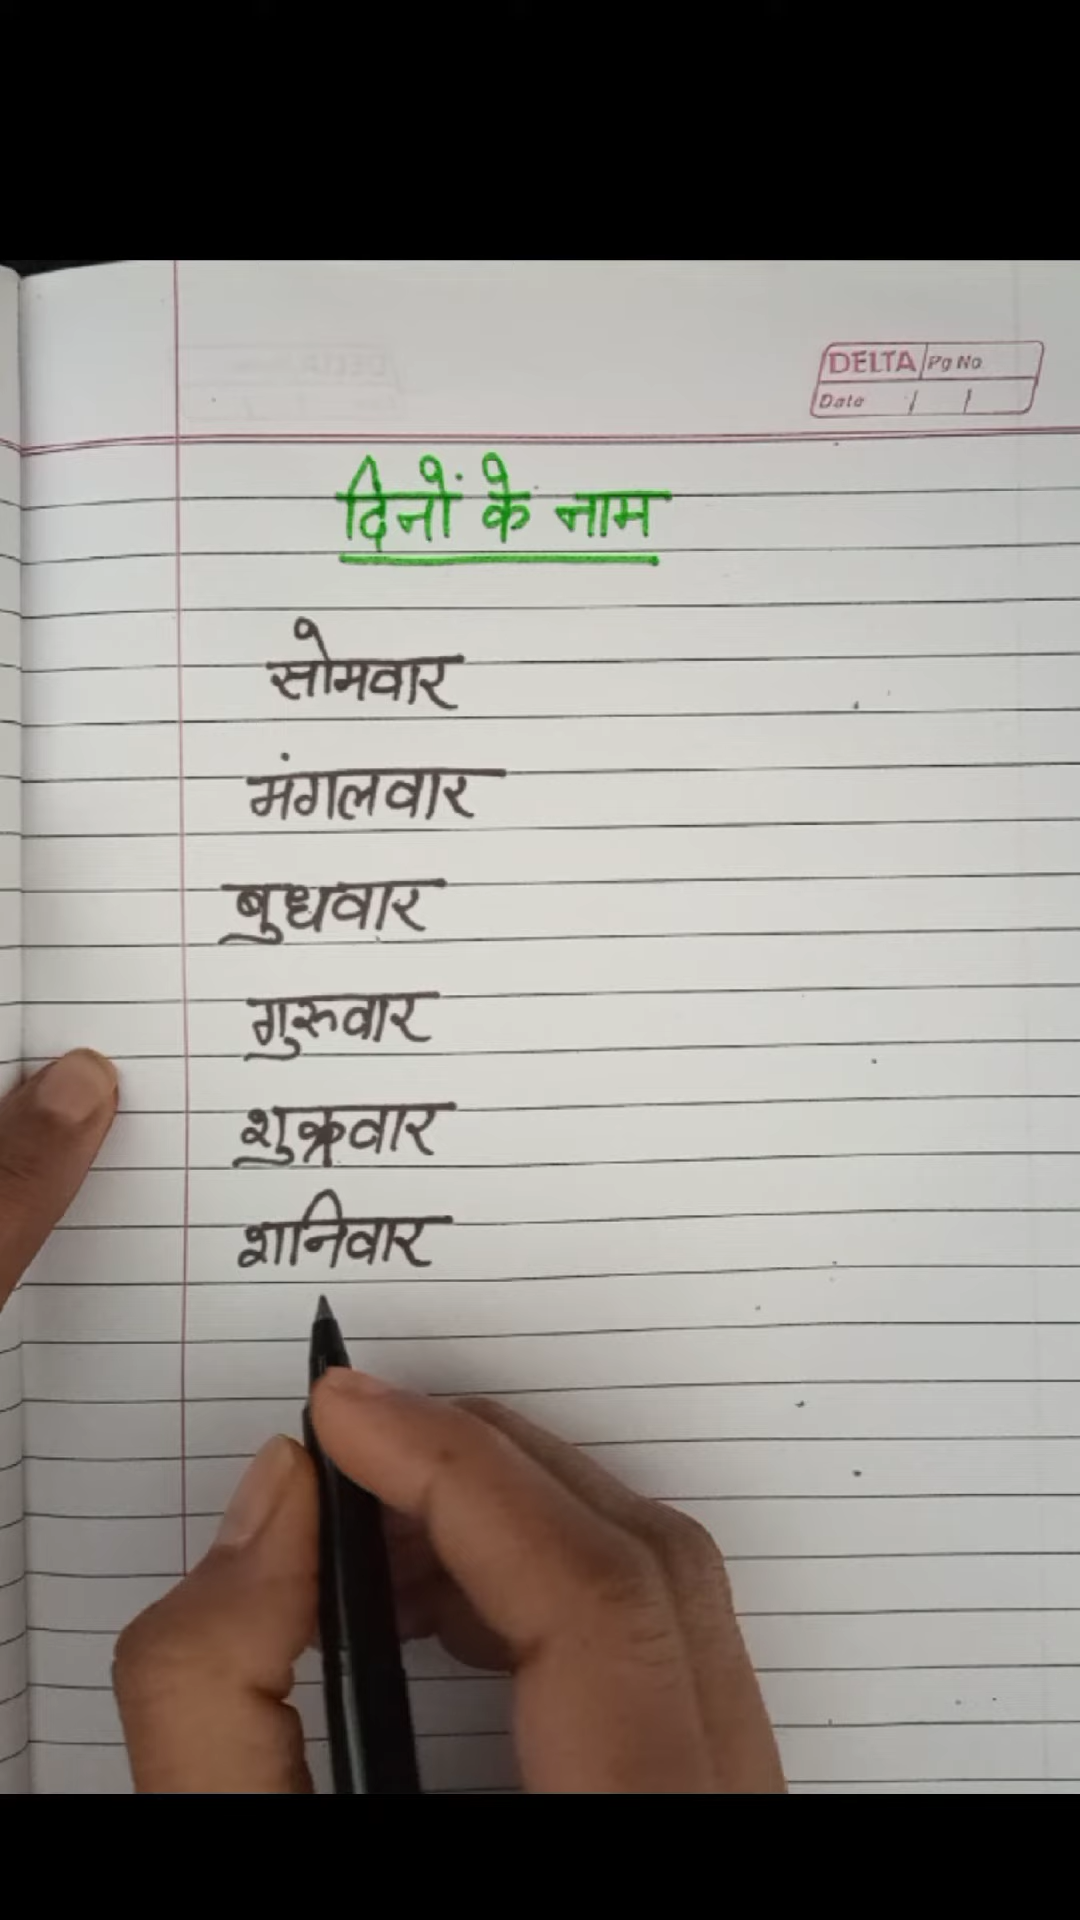 DELTA Pg No
Date / /
दिनों के नाम
सोमवार
मंगलवार
बुधवार
गुरुवार
शुक्रवार
शनिवार